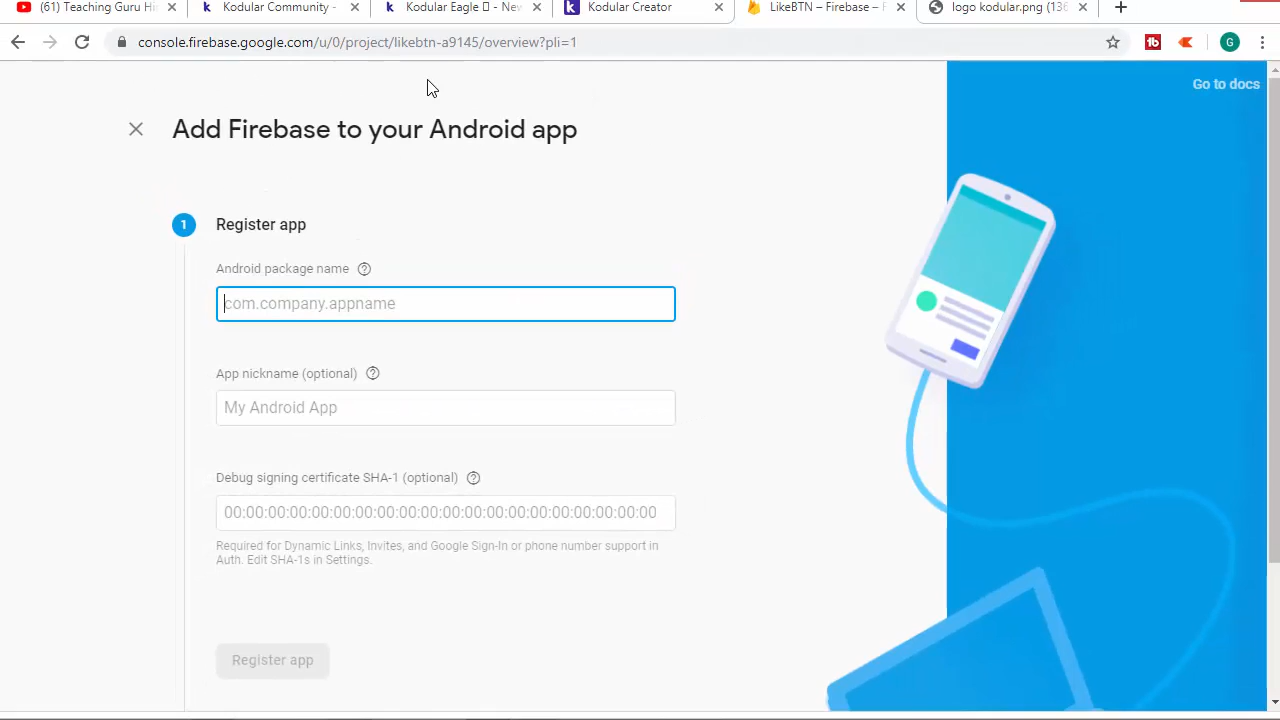 (61) Teaching Guru Hi
Kodular Community -
Kodular Eagle - Ne
Kodular Creator
LikeBTN – Firebase – F
logo kodular.png (136
console.firebase.google.com/u/0/project/likebtn-a9145/overview?pli=1
G
Go to docs
Add Firebase to your Android app
1 Register app
Android package name
com.company.appname
App nickname (optional)
My Android App
Debug signing certificate SHA-1 (optional)
00:00:00:00:00:00:00:00:00:00:00:00:00:00:00:00:00:00:00:00
Required for Dynamic Links, Invites, and Google Sign-In or phone number support in
Auth. Edit SHA-1s in Settings.
Register app